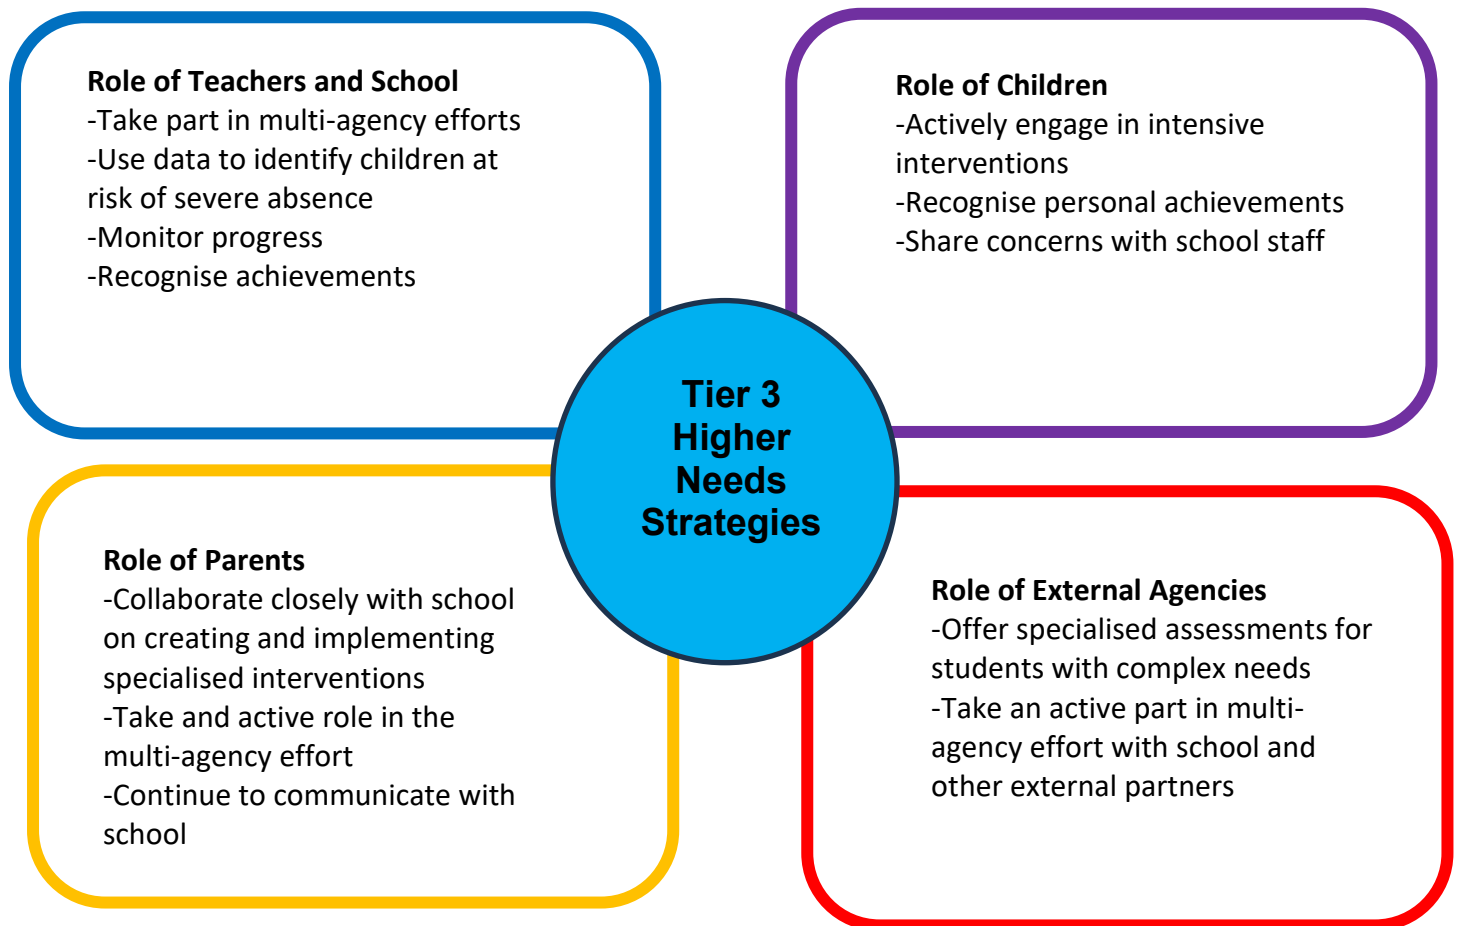 Role of Teachers and School
-Take part in multi-agency efforts
-Use data to identify children at
risk of severe absence
-Monitor progress
-Recognise achievements
Role of Children
-Actively engage in intensive
interventions
-Recognise personal achievements
-Share concerns with school staff
Tier 3
Higher
Needs
Strategies
Role of Parents
-Collaborate closely with school
on creating and implementing
specialised interventions
-Take and active role in the
multi-agency effort
-Continue to communicate with
school
Role of External Agencies
-Offer specialised assessments for
students with complex needs
-Take an active part in multi-
agency effort with school and
other external partners